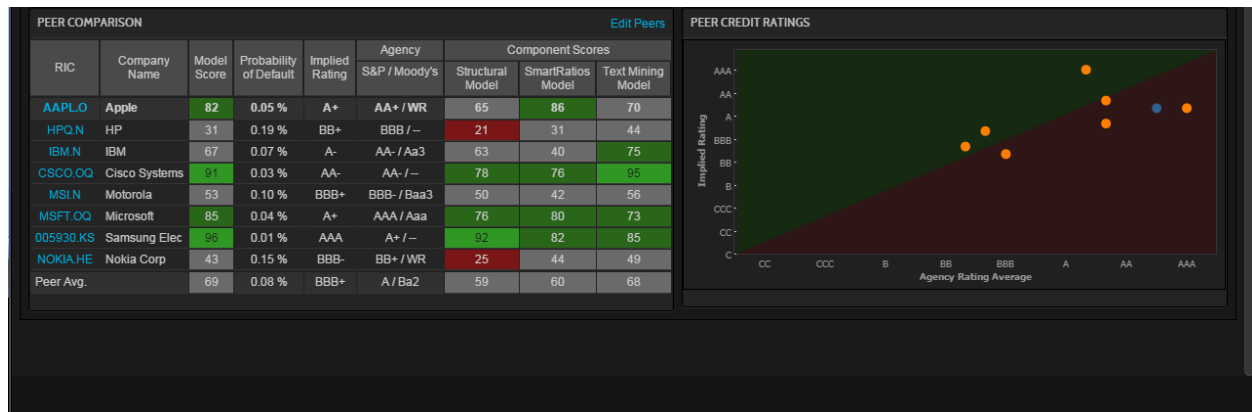 PEER COMPARISON Edit Peers
RIC Company Name Model Score Probability of Default Implied Rating Agency S&P / Moody's Component Scores Structural Model SmartRatios Model Text Mining Model
AAPL.O Apple 82 0.05 % A+ AA+ / WR 65 86 70
HPQ.N HP 31 0.19 % BB+ BBB / -- 21 31 44
IBM.N IBM 67 0.07 % A- AA- / Aa3 63 40 75
CSCO.OQ Cisco Systems 91 0.03 % AA- AA- / -- 78 76 95
MSI.N Motorola 53 0.10 % BBB+ BBB- / Baa3 50 42 56
MSFT.OQ Microsoft 85 0.04 % A+ AAA / Aaa 76 80 73
005930.KS Samsung Elec 96 0.01 % AAA A+ / -- 92 82 85
NOKIA.HE Nokia Corp 43 0.15 % BBB- BB+ / WR 25 44 49
Peer Avg. 69 0.08 % BBB+ A / Ba2 59 60 68
PEER CREDIT RATINGS
Implied Rating
AAA
AA
A
BBB
BB
B
CCC
CC
C
CC CCC B BB BBB A AA AAA
Agency Rating Average